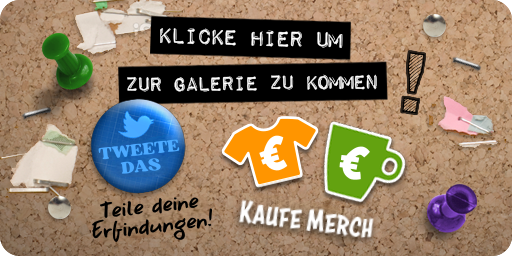 KLICKE HIER UM
ZUR GALERIE ZU KOMMEN!
TWEETE
DAS
€
€
Teile deine
Erfindungen!
KAUFE MERCH